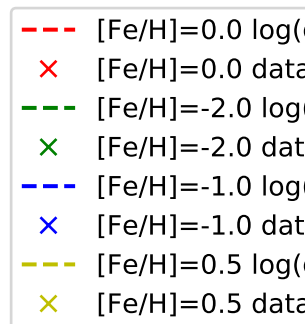 [Fe/H]=0.0 log(
[Fe/H]=0.0 data
[Fe/H]=-2.0 log(
[Fe/H]=-2.0 dat
[Fe/H]=-1.0 log(
[Fe/H]=-1.0 dat
[Fe/H]=0.5 log(
[Fe/H]=0.5 data